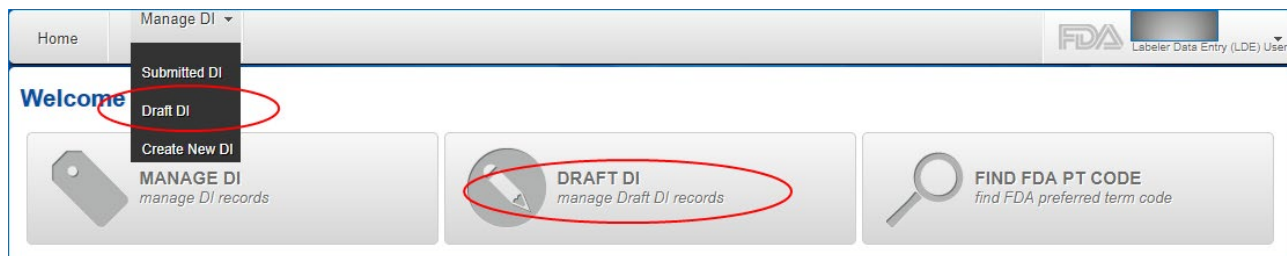 Manage DI
Home
FDA
Labeler Data Entry (LDE) User
Submitted DI
Welcome
Draft DI
Create New DI
MANAGE DI
manage DI records
DRAFT DI
manage Draft DI records
FIND FDA PT CODE
find FDA preferred term code